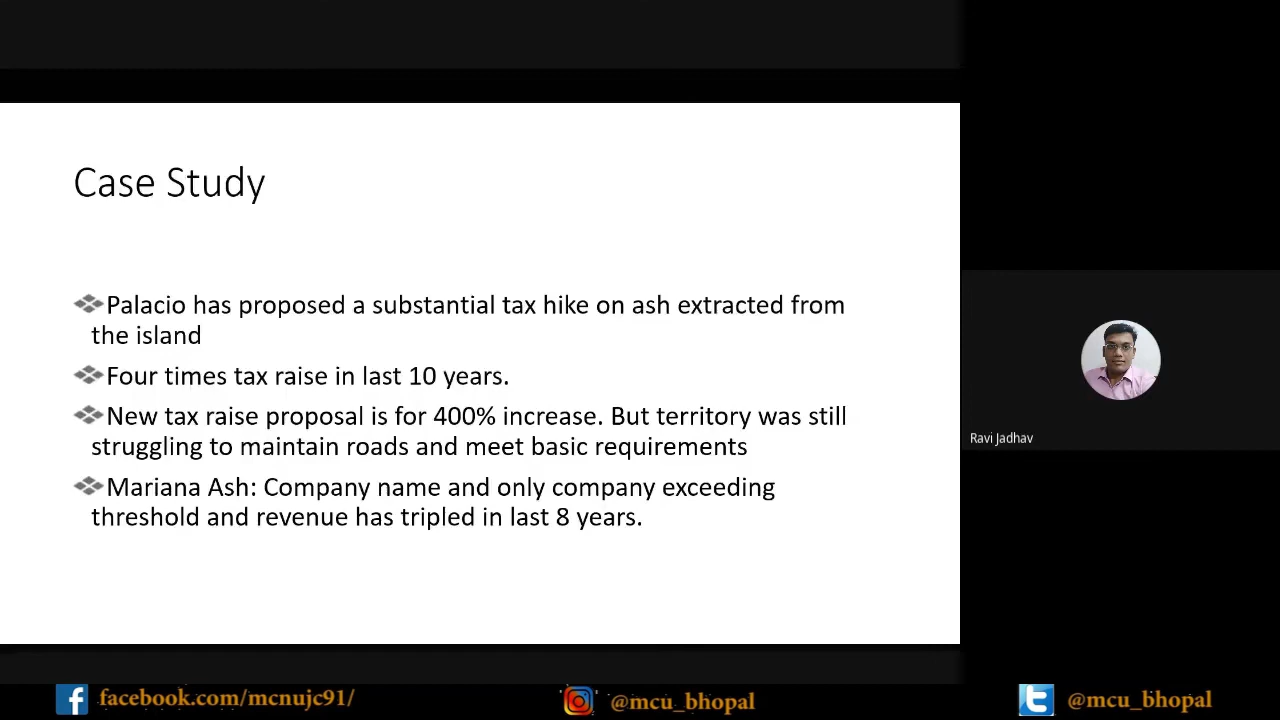 Case Study
Palacio has proposed a substantial tax hike on ash extracted from
the island
Four times tax raise in last 10 years.
New tax raise proposal is for 400% increase. But territory was still
struggling to maintain roads and meet basic requirements
Mariana Ash: Company name and only company exceeding
threshold and revenue has tripled in last 8 years.
Ravi Jadhav
facebook.com/mcnujc91/
@mcu_bhopal
@mcu_bhopal